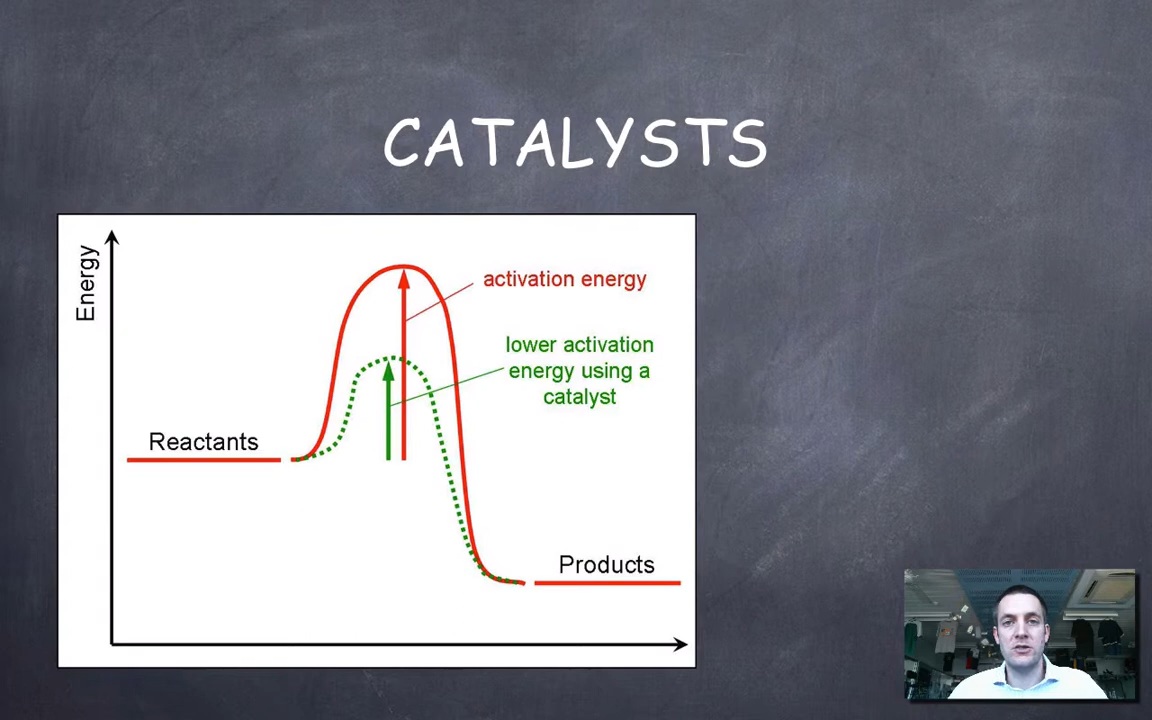 CATALYSTS
Energy
activation energy
lower activation
energy using a
catalyst
Reactants
Products